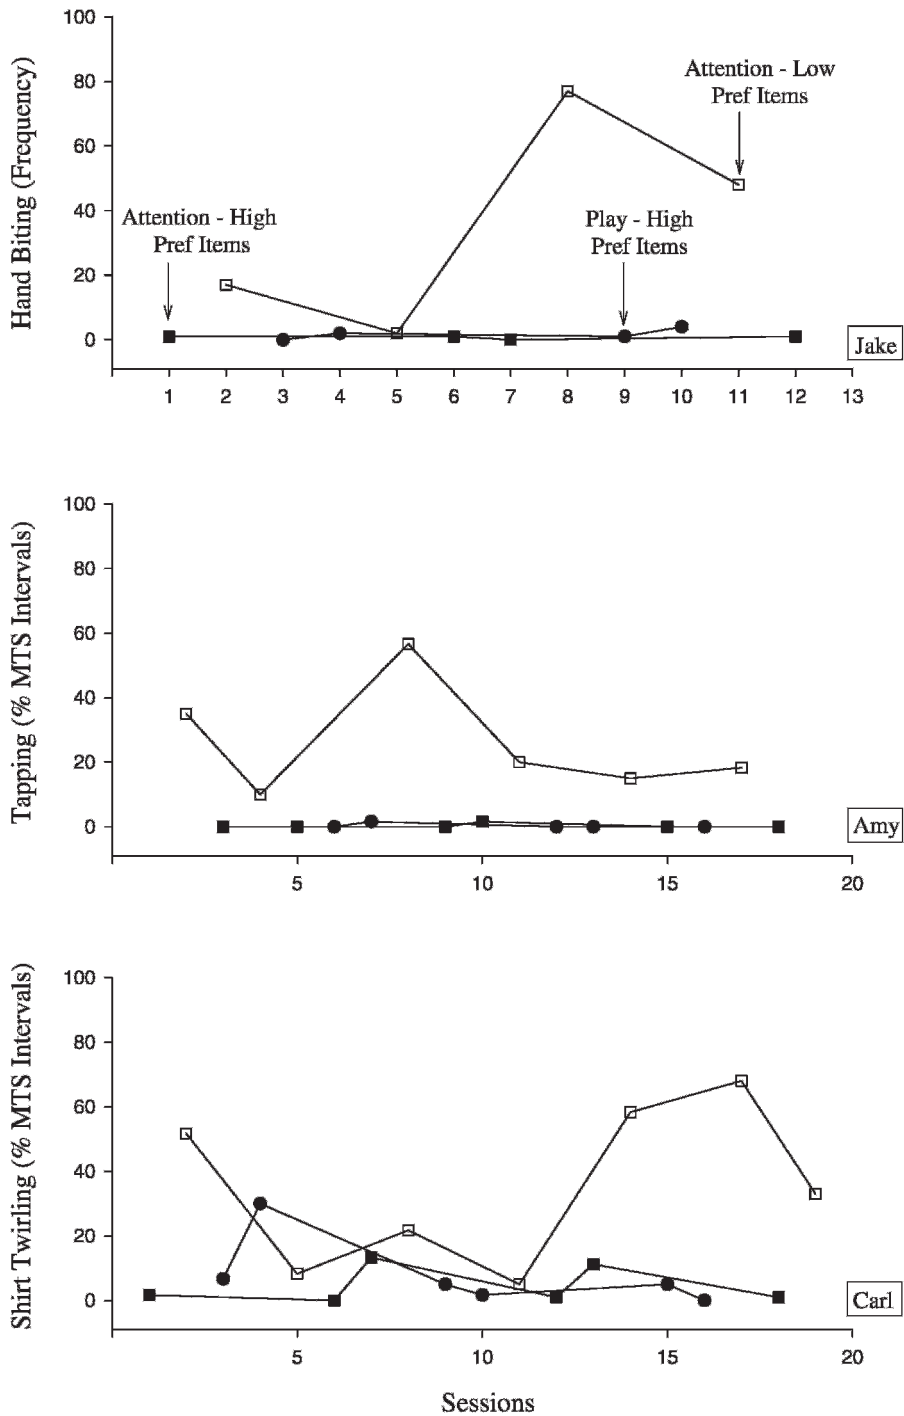 100
80
60
40
20
0
Hand Biting (Frequency)
Attention - High
Pref Items
Play - High
Pref Items
Attention - Low
Pref Items
Jake
1 2 3 4 5 6 7 8 9 10 11 12 13
100
80
60
40
20
0
Tapping (% MTS Intervals)
Amy
5 10 15 20
100
80
60
40
20
0
Shirt Twirling (% MTS Intervals)
Carl
5 10 15 20
Sessions